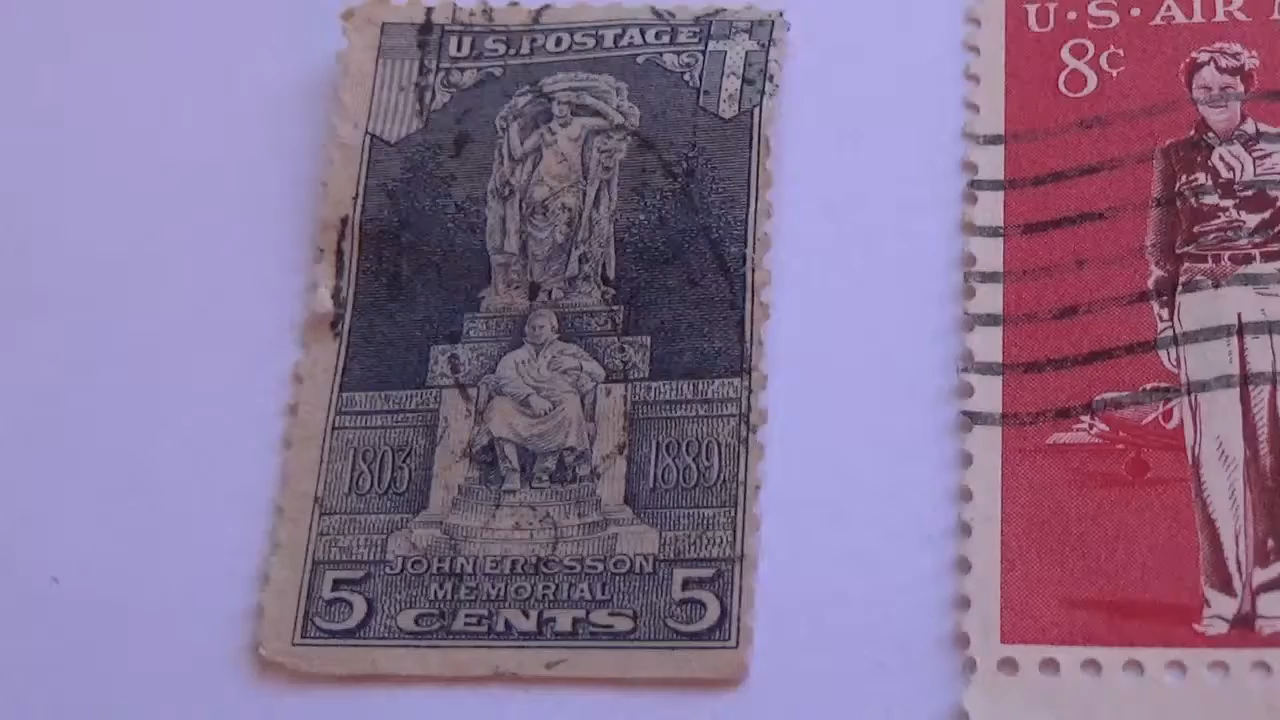 U.S.POSTAGE
1803
1889
JOHN ERICSSON
MEMORIAL
5 CENTS 5
U·S·AIR
8¢